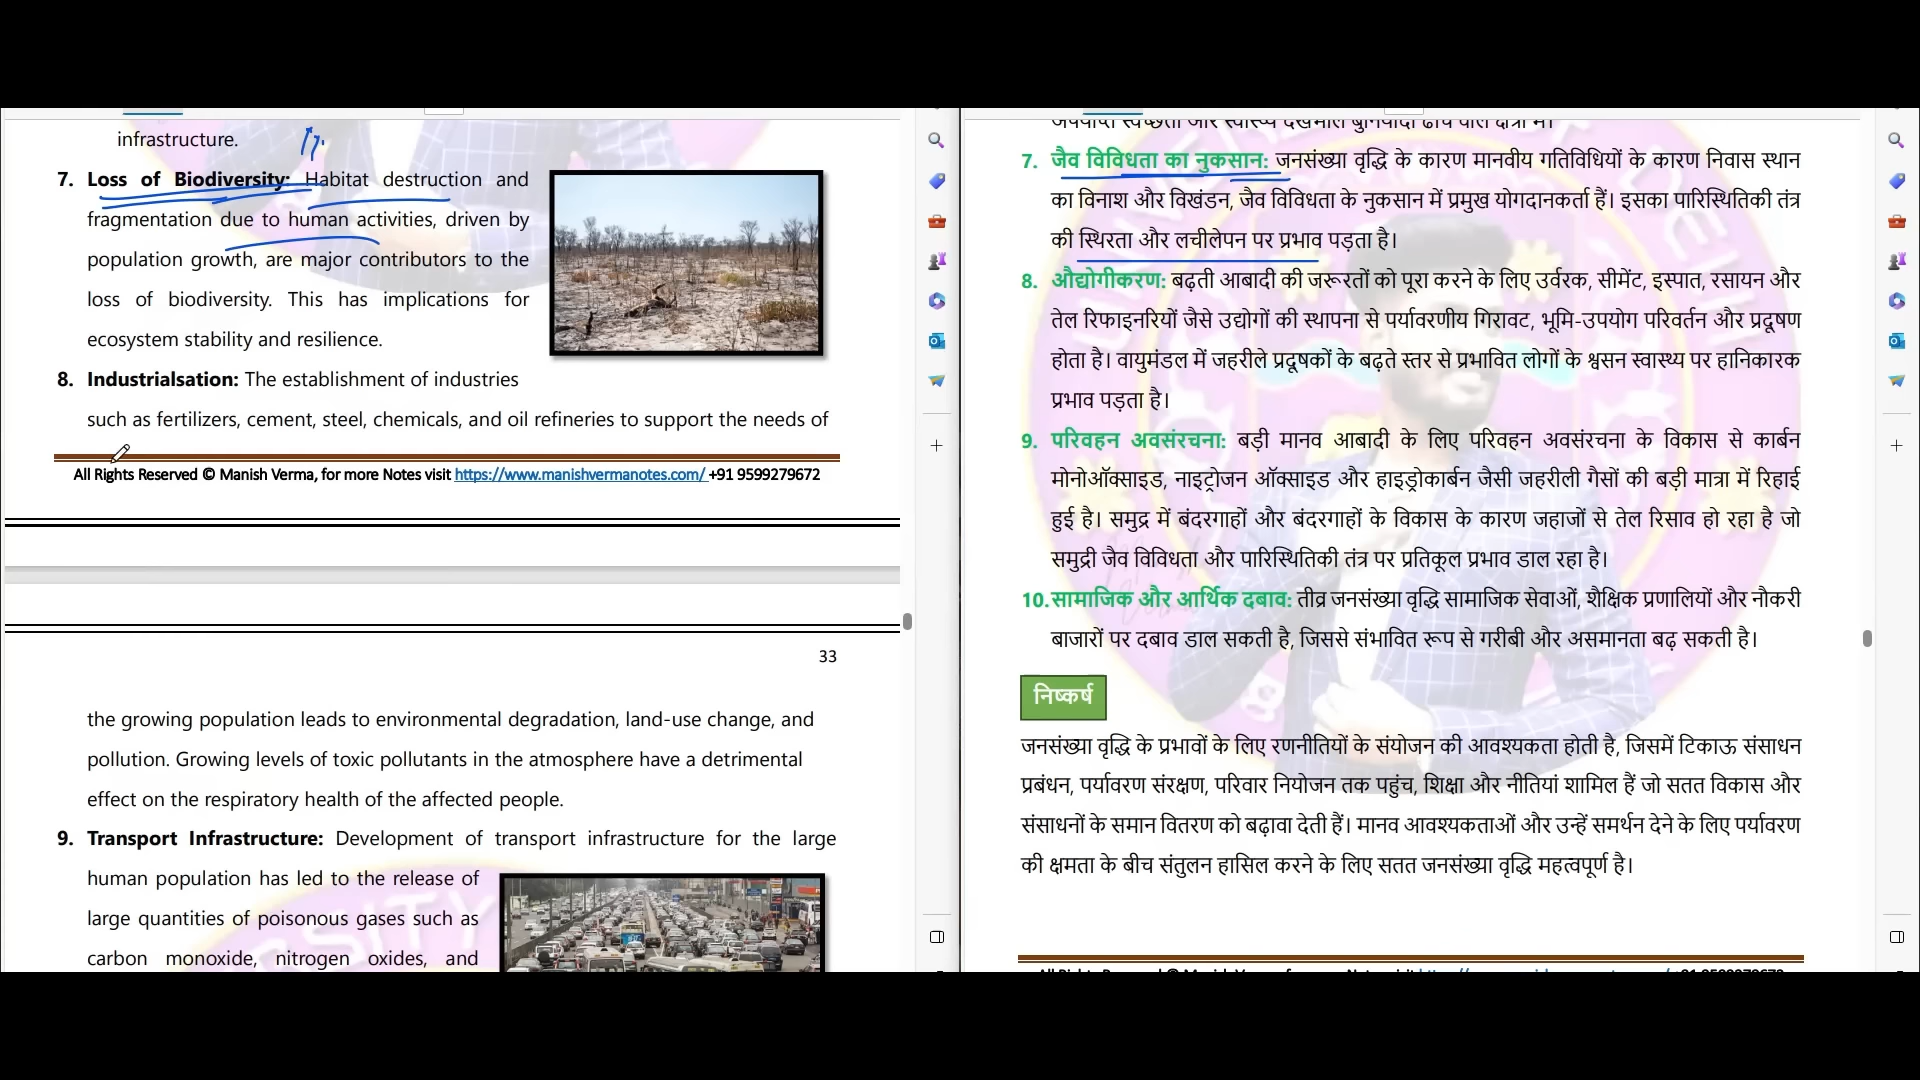 infrastructure.
7. Loss of Biodiversity: Habitat destruction and
fragmentation due to human activities, driven by
population growth, are major contributors to the
loss of biodiversity. This has implications for
ecosystem stability and resilience.
8. Industrialsation: The establishment of industries
such as fertilizers, cement, steel, chemicals, and oil refineries to support the needs of
All Rights Reserved © Manish Verma, for more Notes visit https://www.manishvermanotes.com/ +91 9599279672
33
the growing population leads to environmental degradation, land-use change, and
pollution. Growing levels of toxic pollutants in the atmosphere have a detrimental
effect on the respiratory health of the affected people.
9. Transport Infrastructure: Development of transport infrastructure for the large
human population has led to the release of
large quantities of poisonous gases such as
carbon monoxide, nitrogen oxides, and
अपर्याप्त स्वच्छता और स्वास्थ्य देखभाल बुनियादी ढांचे वाले क्षेत्रों में।
7. जैव विविधता का नुकसान: जनसंख्या वृद्धि के कारण मानवीय गतिविधियों के कारण निवास स्थान
का विनाश और विखंडन, जैव विविधता के नुकसान में प्रमुख योगदानकर्ता हैं। इसका पारिस्थितिकी तंत्र
की स्थिरता और लचीलेपन पर प्रभाव पड़ता है।
8. औद्योगीकरण: बढ़ती आबादी की जरूरतों को पूरा करने के लिए उर्वरक, सीमेंट, इस्पात, रसायन और
तेल रिफाइनरियों जैसे उद्योगों की स्थापना से पर्यावरणीय गिरावट, भूमि-उपयोग परिवर्तन और प्रदूषण
होता है। वायुमंडल में जहरीले प्रदूषकों के बढ़ते स्तर से प्रभावित लोगों के श्वसन स्वास्थ्य पर हानिकारक
प्रभाव पड़ता है।
9. परिवहन अवसंरचना: बड़ी मानव आबादी के लिए परिवहन अवसंरचना के विकास से कार्बन
मोनोऑक्साइड, नाइट्रोजन ऑक्साइड और हाइड्रोकार्बन जैसी जहरीली गैसों की बड़ी मात्रा में रिहाई
हुई है। समुद्र में बंदरगाहों और बंदरगाहों के विकास के कारण जहाजों से तेल रिसाव हो रहा है जो
समुद्री जैव विविधता और पारिस्थितिकी तंत्र पर प्रतिकूल प्रभाव डाल रहा है।
10. सामाजिक और आर्थिक दबाव: तीव्र जनसंख्या वृद्धि सामाजिक सेवाओं, शैक्षिक प्रणालियों और नौकरी
बाजारों पर दबाव डाल सकती है, जिससे संभावित रूप से गरीबी और असमानता बढ़ सकती है।
निष्कर्ष
जनसंख्या वृद्धि के प्रभावों के लिए रणनीतियों के संयोजन की आवश्यकता होती है, जिसमें टिकाऊ संसाधन
प्रबंधन, पर्यावरण संरक्षण, परिवार नियोजन तक पहुंच, शिक्षा और नीतियां शामिल हैं जो सतत विकास और
संसाधनों के समान वितरण को बढ़ावा देती हैं। मानव आवश्यकताओं और उन्हें समर्थन देने के लिए पर्यावरण
की क्षमता के बीच संतुलन हासिल करने के लिए सतत जनसंख्या वृद्धि महत्वपूर्ण है।